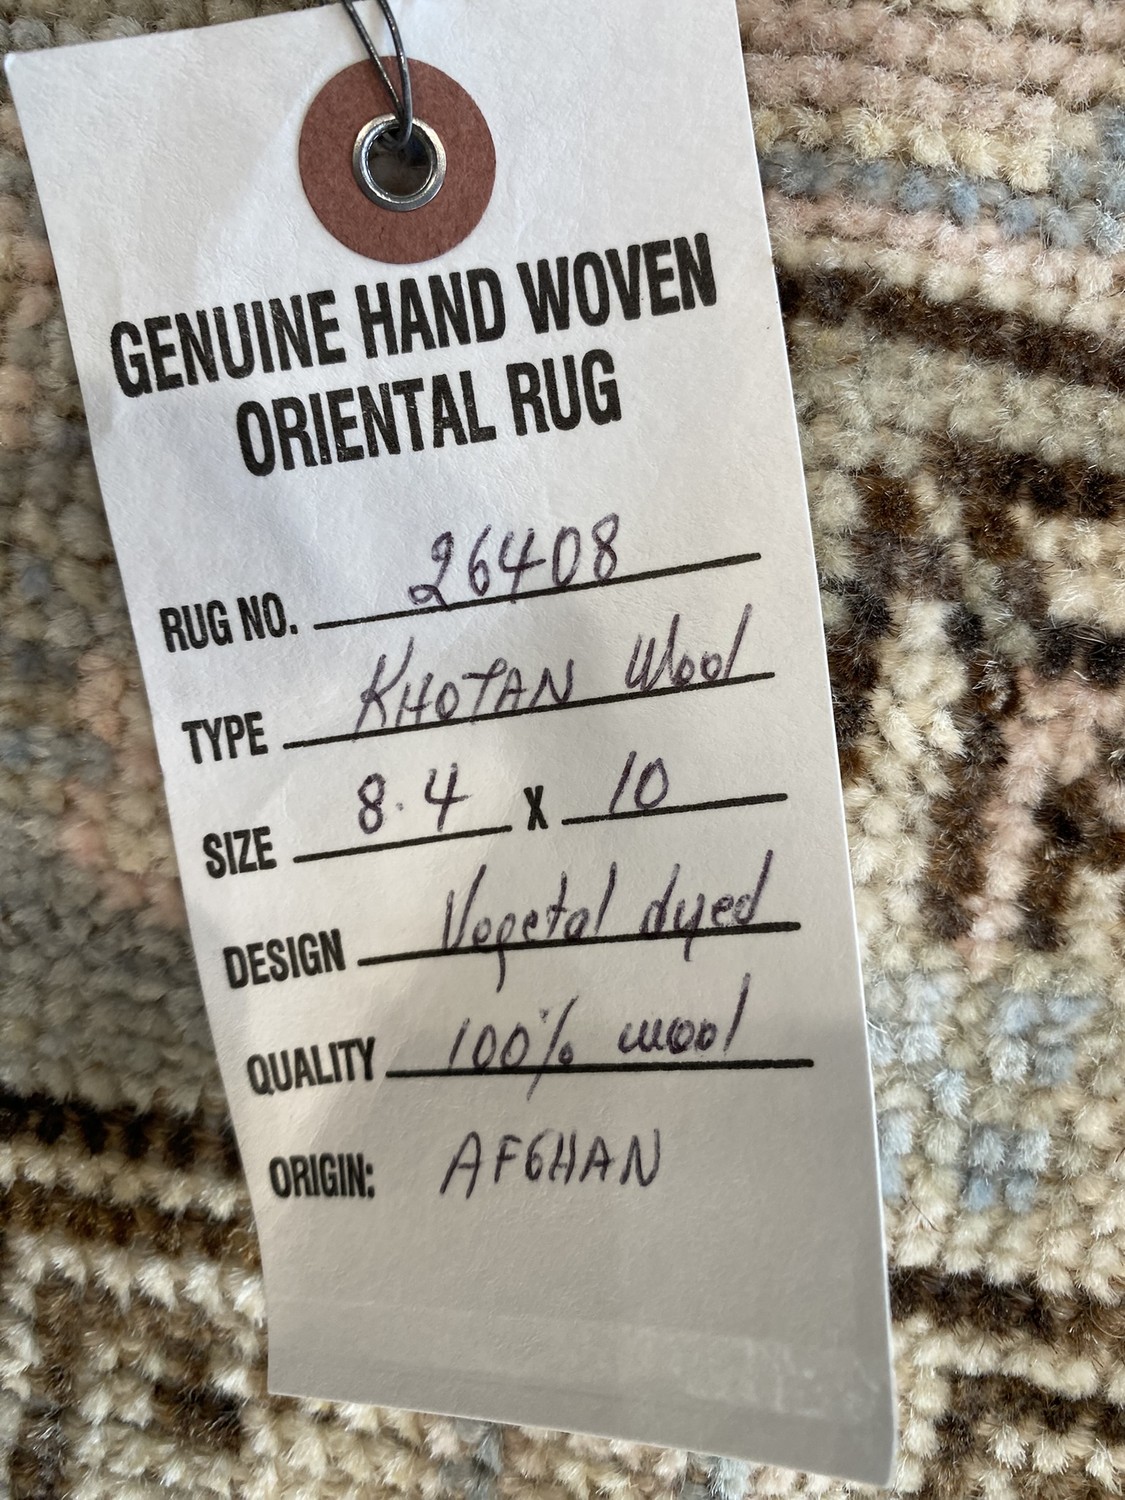 GENUINE HAND WOVEN
ORIENTAL RUG
RUG NO. 26408
TYPE KHOTAN Wool
SIZE 8.4 X 10
DESIGN Vegetal dyed
QUALITY 100% wool
ORIGIN: AFGHAN